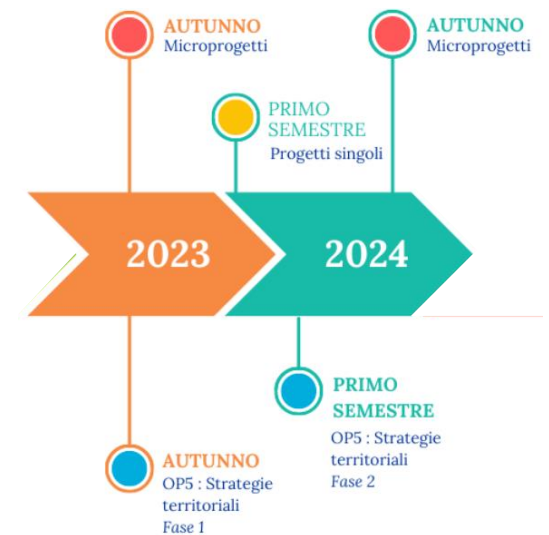 AUTUNNO
Microprogetti
AUTUNNO
Microprogetti
PRIMO
SEMESTRE
Progetti singoli
2023
2024
PRIMO
SEMESTRE
OP5 : Strategie
territoriali
Fase 2
AUTUNNO
OP5 : Strategie
territoriali
Fase 1